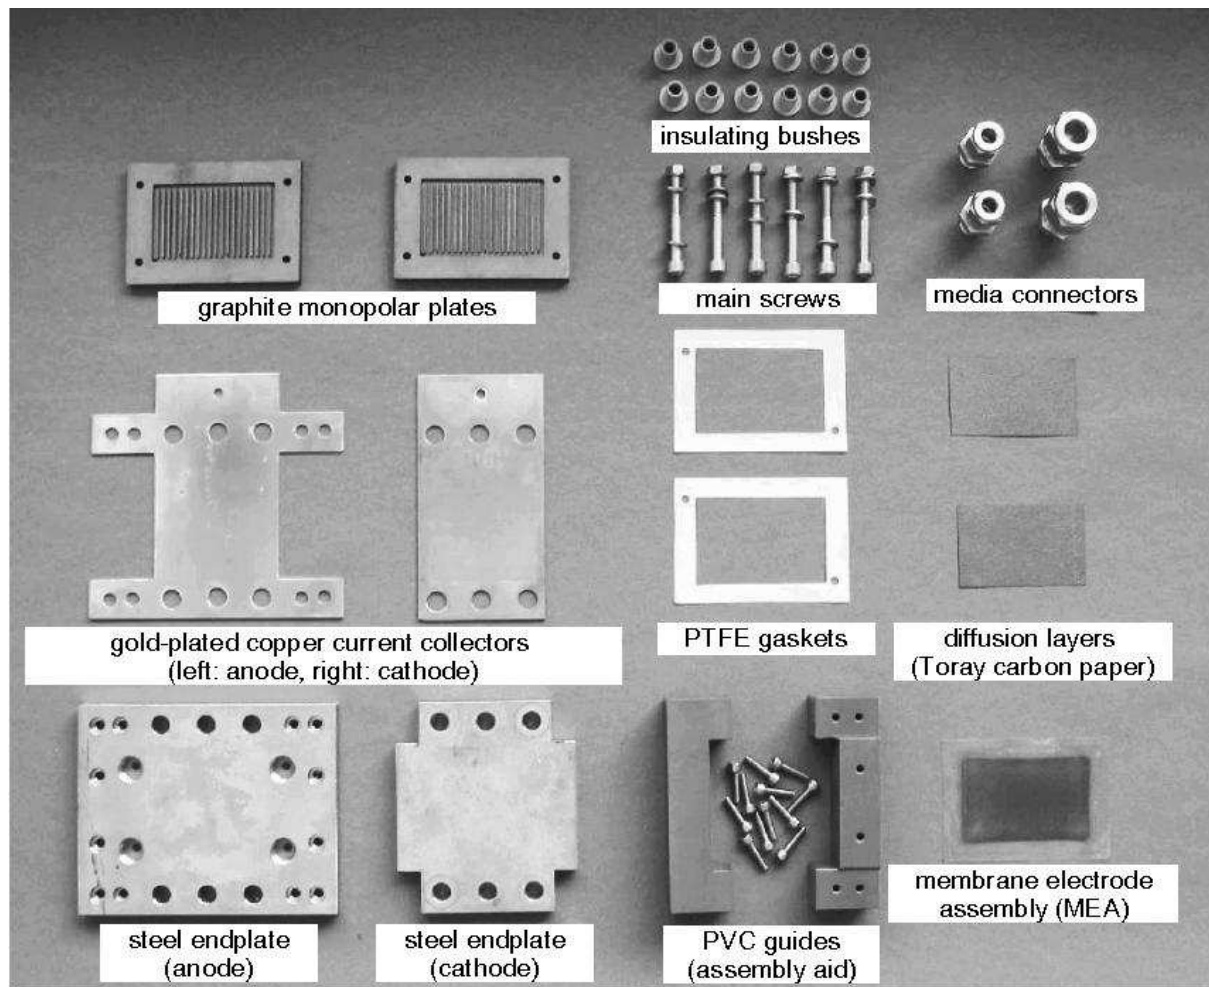 insulating bushes
graphite monopolar plates
main screws
media connectors
gold-plated copper current collectors
(left: anode, right: cathode)
PTFE gaskets
diffusion layers
(Toray carbon paper)
steel endplate
(anode)
steel endplate
(cathode)
PVC guides
(assembly aid)
membrane electrode
assembly (MEA)